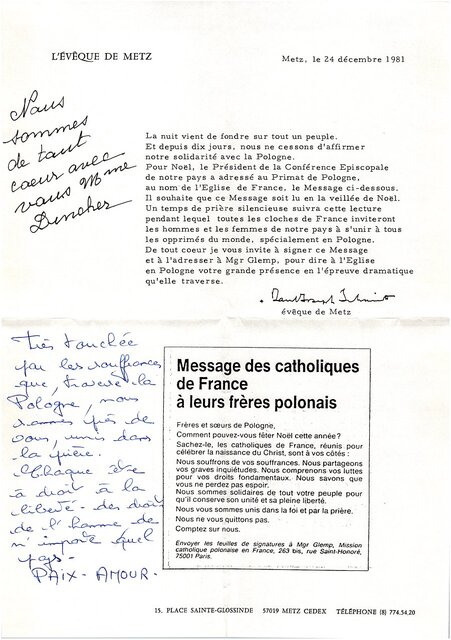 L'ÉVÊQUE DE METZ
Metz, le 24 décembre 1981
Nous
sommes
de tout
coeur avec
vous Mme
La nuit vient de fondre sur tout un peuple.
Et depuis dix jours, nous ne cessons d'affirmer
notre solidarité avec la Pologne.
Pour Noël, le Président de la Conférence Episcopale
de notre pays a adressé au Primat de Pologne,
au nom de l'Eglise de France, le Message ci-dessous.
Il souhaite que ce Message soit lu en la veillée de Noël.
Un temps de prière silencieuse suivra cette lecture
pendant lequel toutes les cloches de France inviteront
les hommes et les femmes de notre pays à s'unir à tous
les opprimés du monde, spécialement en Pologne.
De tout coeur je vous invite à signer ce Message
et à l'adresser à Mgr Glemp, pour dire à l'Eglise
en Pologne votre grande présence en l'épreuve dramatique
qu'elle traverse.
évêque de Metz
Très touchée
par les souffrances
que, traverse la
Pologne, nous
sommes près de
vous, unis dans
la prière.
Chaque être
a droit à la
liberté - des droits
de l'homme de
n'importe quel
pays -
PAIX - AMOUR -
Message des catholiques
de France
à leurs frères polonais
Frères et sœurs de Pologne,
Comment pouvez-vous fêter Noël cette année ?
Sachez-le, les catholiques de France, réunis pour
célébrer la naissance du Christ, sont à vos côtés :
Nous souffrons de vos souffrances. Nous partageons
vos graves inquiétudes. Nous comprenons vos luttes
pour vos droits fondamentaux. Nous savons que
vous ne perdez pas espoir.
Nous sommes solidaires de tout votre peuple pour
qu'il conserve son unité et sa pleine liberté.
Nous vous sommes unis dans la foi et par la prière.
Nous ne vous quittons pas.
Comptez sur nous.
Envoyer les feuilles de signatures à Mgr Glemp, Mission
catholique polonaise en France, 263 bis, rue Saint-Honoré,
75001 Paris.
15, PLACE SAINTE-GLOSSINDE 57019 METZ CEDEX TÉLÉPHONE (8) 774.54.20